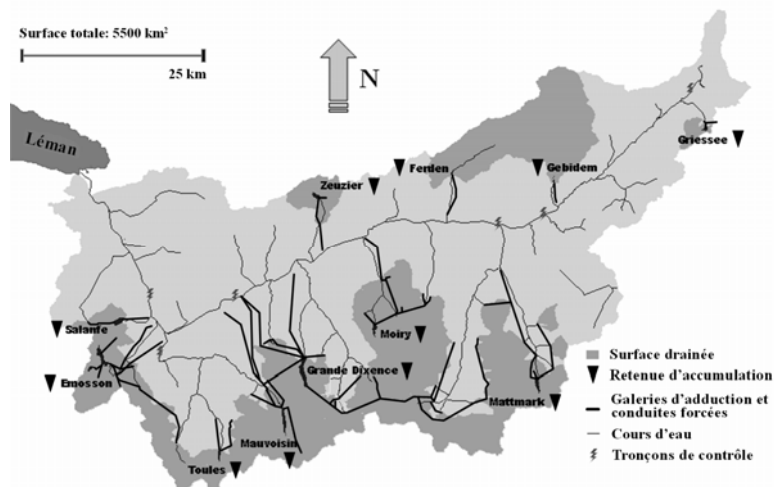 Surface totale: 5500 km²
25 km
N
Léman
Griessee
Ferden
Gebidem
Zeuzier
Salanfe
Moiry
Emosson
Grande Dixence
Mattmark
Mauvoisin
Toules
Surface drainée
Retenue d'accumulation
Galeries d'adduction et
conduites forcées
Cours d'eau
Tronçons de contrôle